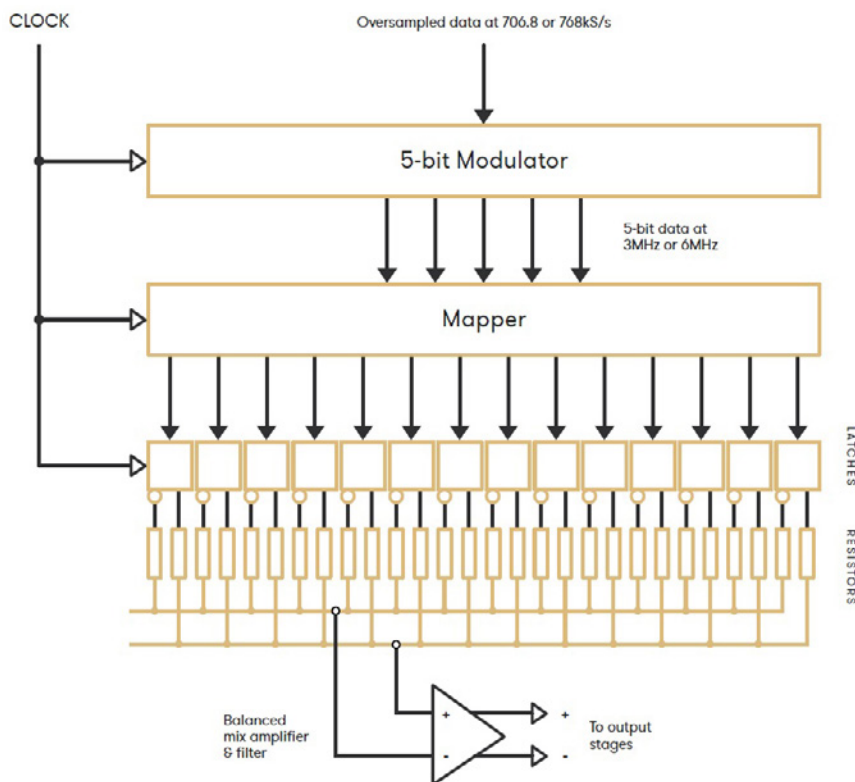 CLOCK
Oversampled data at 706.8 or 768kS/s
5-bit Modulator
5-bit data at
3MHz or 6MHz
Mapper
LATCHES
RESISTORS
Balanced
mix amplifier
& filter
+
-
+
-
To output
stages